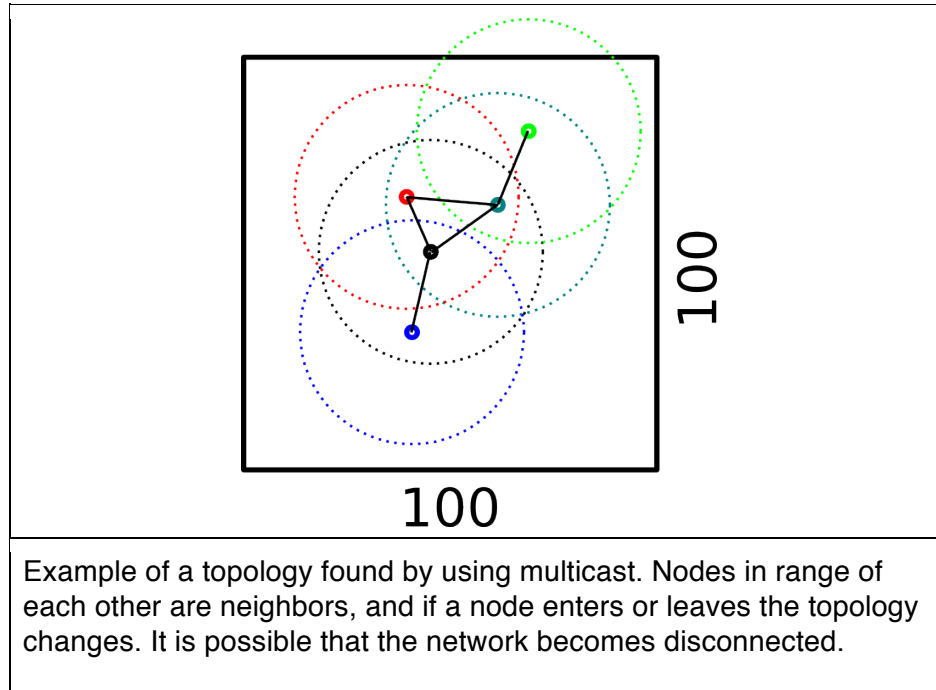 100
100
Example of a topology found by using multicast. Nodes in range of
each other are neighbors, and if a node enters or leaves the topology
changes. It is possible that the network becomes disconnected.